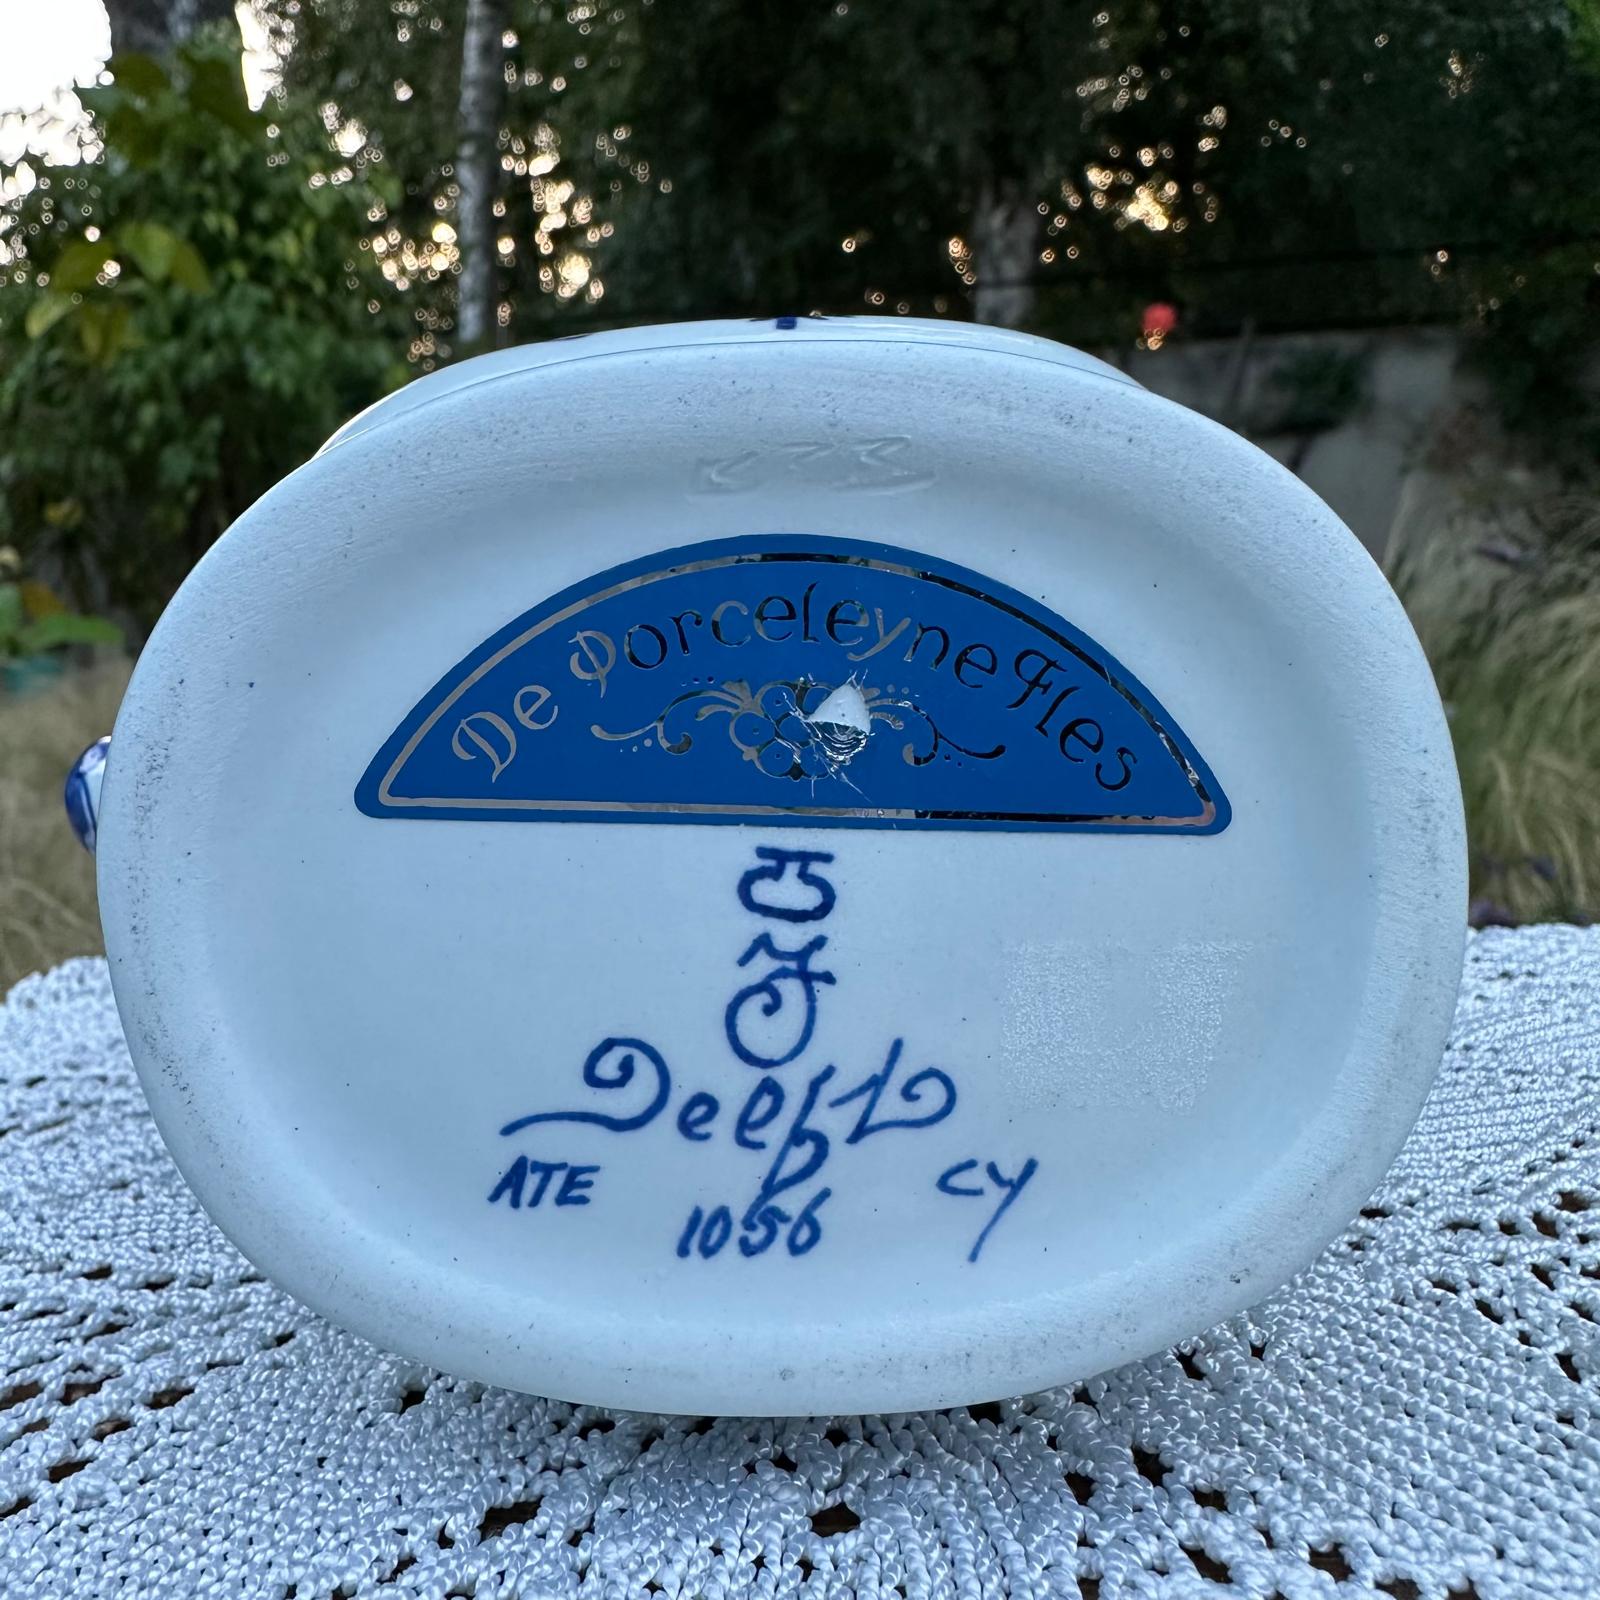 De Porceleyne Fles
Delft
ATE
CY
1056